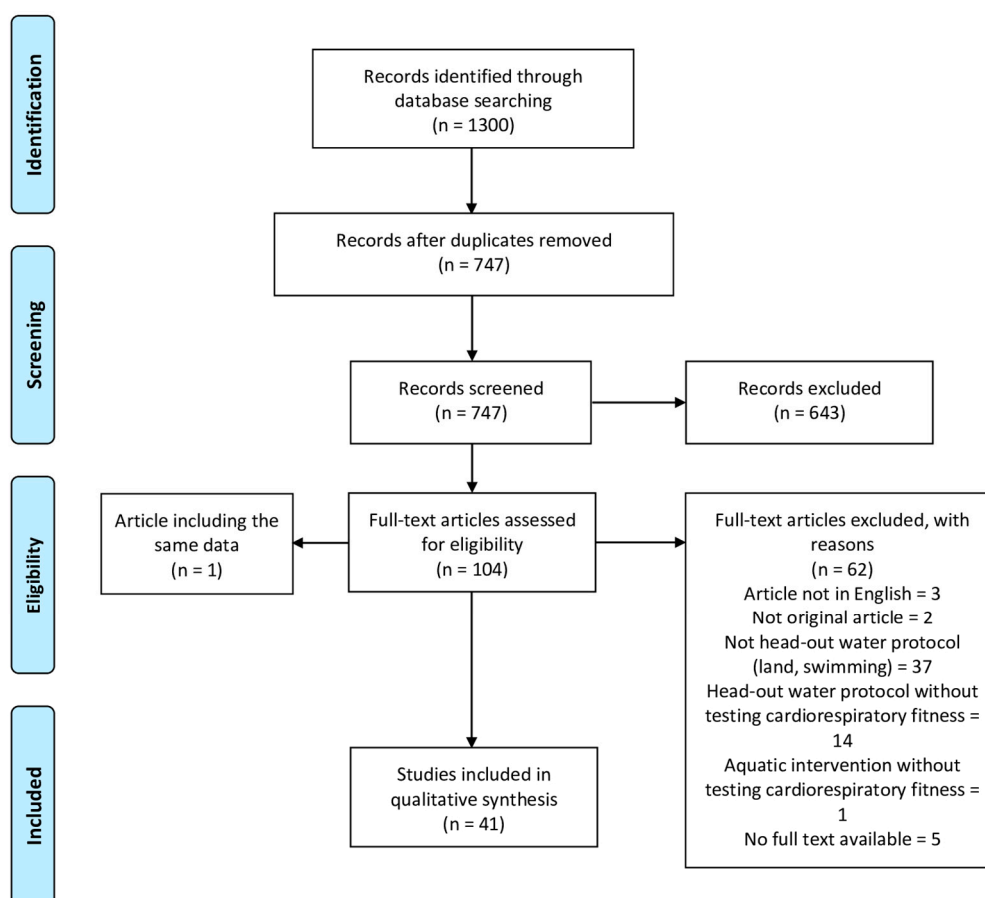 Identification
Records identified through
database searching
(n = 1300)
Records after duplicates removed
(n = 747)
Screening
Records screened
(n = 747)
Records excluded
(n = 643)
Eligibility
Article including the
same data
(n = 1)
Full-text articles assessed
for eligibility
(n = 104)
Full-text articles excluded, with
reasons
(n = 62)
Article not in English = 3
Not original article = 2
Not head-out water protocol
(land, swimming) = 37
Head-out water protocol without
testing cardiorespiratory fitness =
14
Aquatic intervention without
testing cardiorespiratory fitness =
1
No full text available = 5
Included
Studies included in
qualitative synthesis
(n = 41)